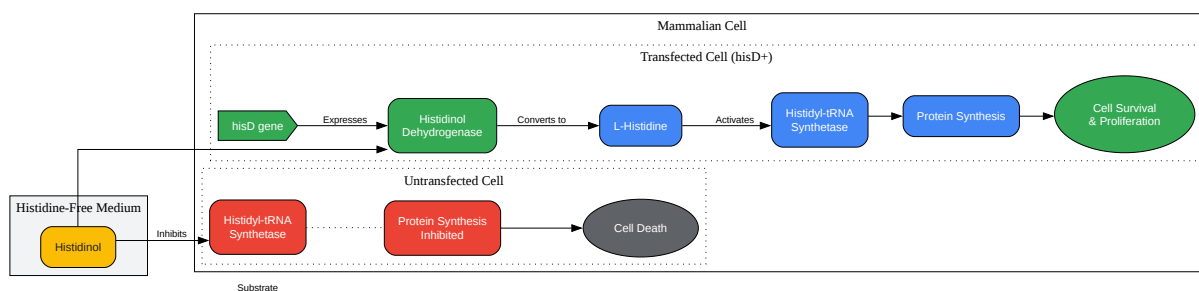 Mammalian Cell
Transfected Cell (hisD+)
hisD gene
Expresses
Histidinol
Dehydrogenase
Converts to
L-Histidine
Activates
Histidyl-tRNA
Synthetase
Protein Synthesis
Cell Survival
& Proliferation
Untransfected Cell
Histidine-Free Medium
Histidinol
Inhibits
Histidyl-tRNA
Synthetase
Protein Synthesis
Inhibited
Cell Death
Substrate